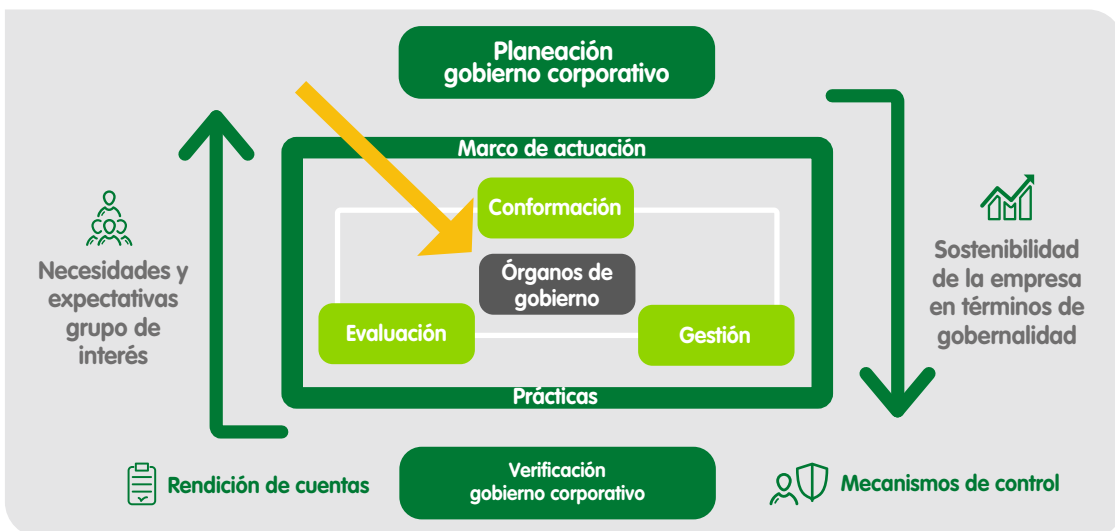 Planeación
gobierno corporativo
Marco de actuación
Conformación
Órganos de
gobierno
Evaluación
Gestión
Prácticas
Necesidades y
expectativas
grupo de
interés
Sostenibilidad
de la empresa
en términos de
gobernalidad
Rendición de cuentas
Verificación
gobierno corporativo
Mecanismos de control